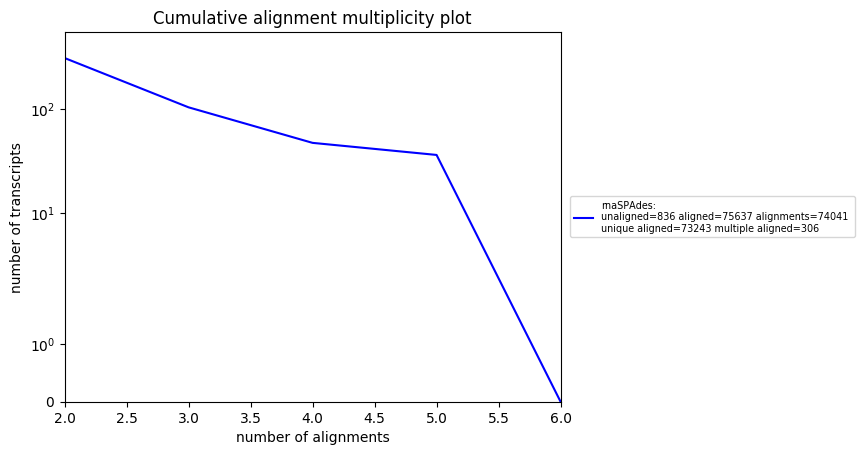 Cumulative alignment multiplicity plot
number of transcripts
10²
10¹
10⁰
0
2.0 2.5 3.0 3.5 4.0 4.5 5.0 5.5 6.0
number of alignments
rnaSPAdes:
unaligned=836 aligned=75637 alignments=74041
unique aligned=73243 multiple aligned=306